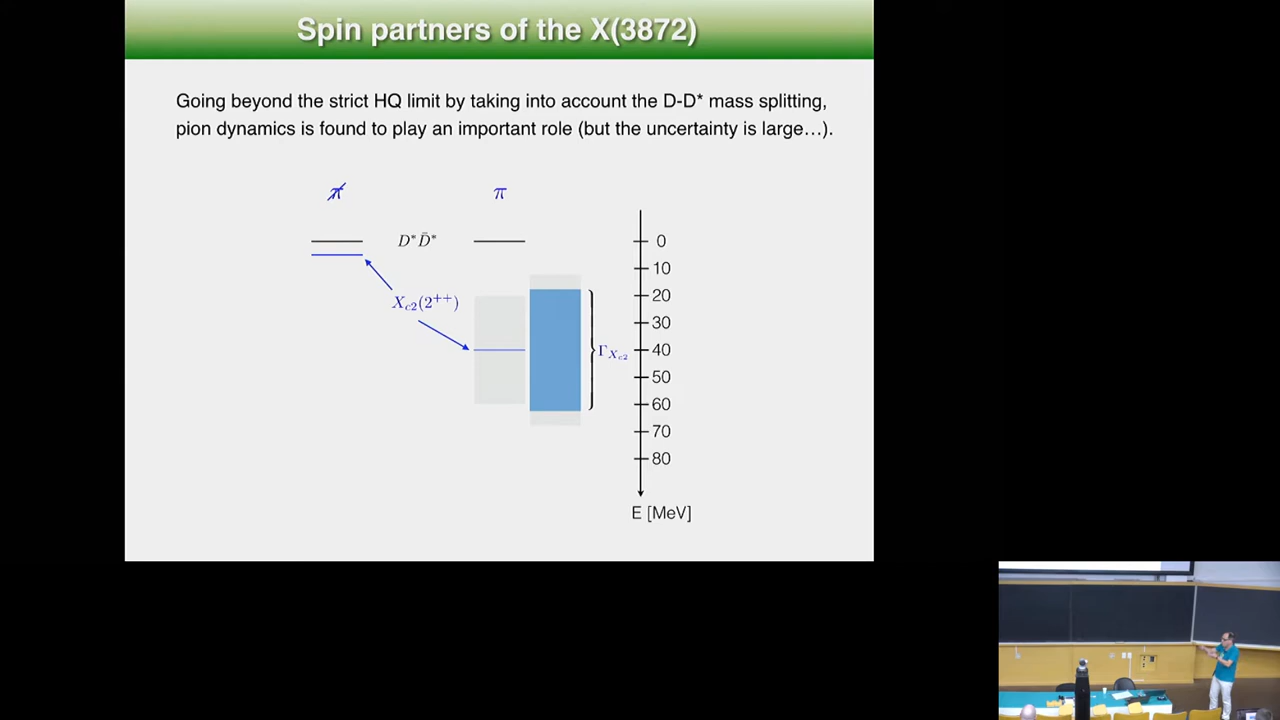 Spin partners of the X(3872)
Going beyond the strict HQ limit by taking into account the D-D* mass splitting,
pion dynamics is found to play an important role (but the uncertainty is large…).
π̸ π
D* D̄* 0
10
20
X_c2(2++)
30
Γ_X_c2 40
50
60
70
80
E [MeV]